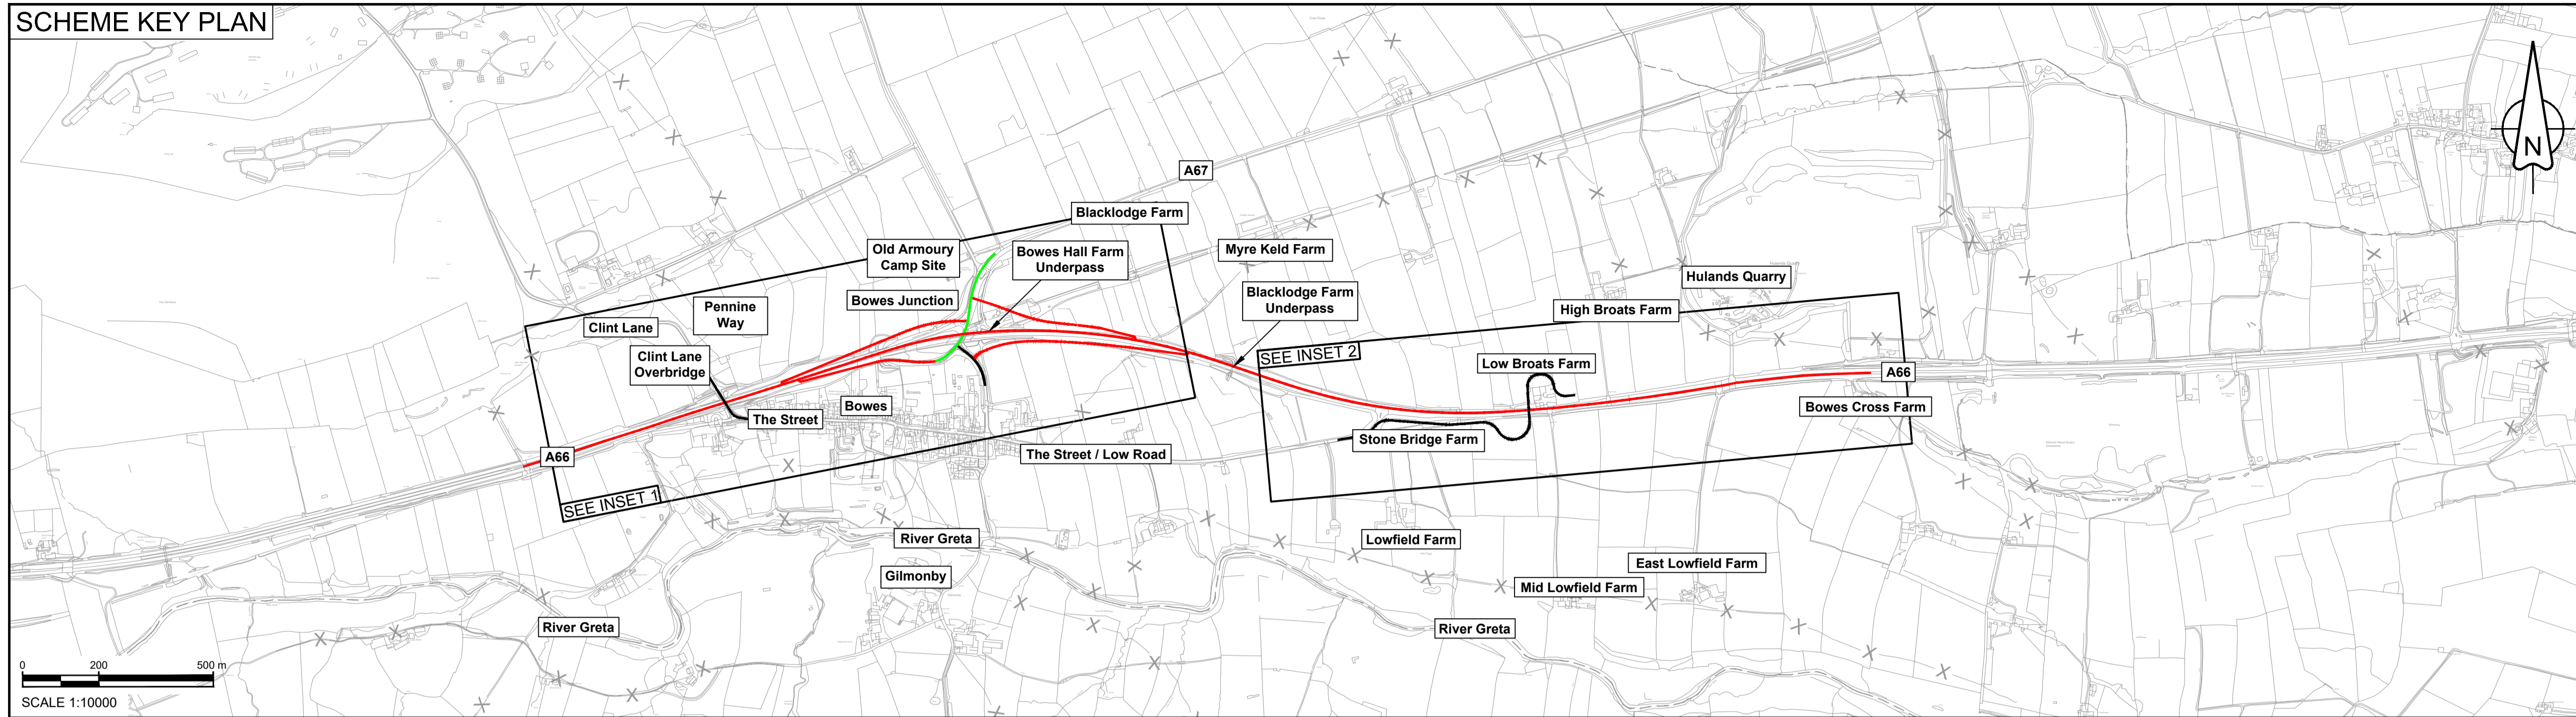 SCHEME KEY PLAN
A67
Blacklodge Farm
Old Armoury
Camp Site
Bowes Hall Farm
Underpass
Myre Keld Farm
Hulands Quarry
Bowes Junction
Pennine
Way
Blacklodge Farm
Underpass
High Broats Farm
Clint Lane
Clint Lane
Overbridge
SEE INSET 2
Low Broats Farm
A66
Bowes
Bowes Cross Farm
The Street
Stone Bridge Farm
A66
The Street / Low Road
SEE INSET 1
River Greta
Lowfield Farm
Gilmonby
East Lowfield Farm
Mid Lowfield Farm
River Greta
River Greta
N
0 200 500 m
SCALE 1:10000